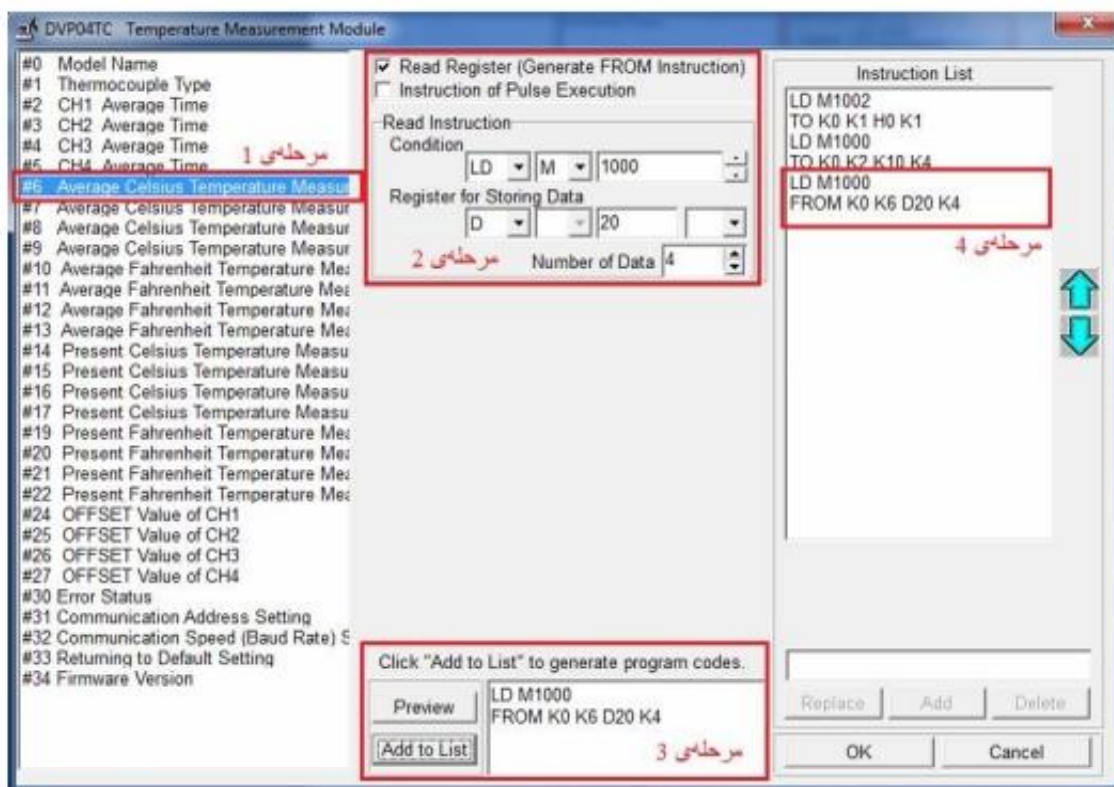 DVP04TC Temperature Measurement Module
#0 Model Name
#1 Thermocouple Type
#2 CH1 Average Time
#3 CH2 Average Time
#4 CH3 Average Time
#5 CH4 Average Time
مرحله‌ی 1
#6 Average Celsius Temperature Measur
#7 Average Celsius Temperature Measur
#8 Average Celsius Temperature Measur
#9 Average Celsius Temperature Measur
#10 Average Fahrenheit Temperature Mea
#11 Average Fahrenheit Temperature Mea
#12 Average Fahrenheit Temperature Mea
#13 Average Fahrenheit Temperature Mea
#14 Present Celsius Temperature Measu
#15 Present Celsius Temperature Measu
#16 Present Celsius Temperature Measu
#17 Present Celsius Temperature Measu
#19 Present Fahrenheit Temperature Mea
#20 Present Fahrenheit Temperature Mea
#21 Present Fahrenheit Temperature Mea
#22 Present Fahrenheit Temperature Mea
#24 OFFSET Value of CH1
#25 OFFSET Value of CH2
#26 OFFSET Value of CH3
#27 OFFSET Value of CH4
#30 Error Status
#31 Communication Address Setting
#32 Communication Speed (Baud Rate) S
#33 Returning to Default Setting
#34 Firmware Version
Read Register (Generate FROM Instruction)
Instruction of Pulse Execution
Read Instruction
Condition
LD M 1000
Register for Storing Data
D 20
مرحله‌ی 2
Number of Data 4
Click "Add to List" to generate program codes.
Preview
Add to List
LD M1000
FROM K0 K6 D20 K4
مرحله‌ی 3
Instruction List
LD M1002
TO K0 K1 H0 K1
LD M1000
TO K0 K2 K10 K4
LD M1000
FROM K0 K6 D20 K4
مرحله‌ی 4
Replace Add Delete
OK Cancel